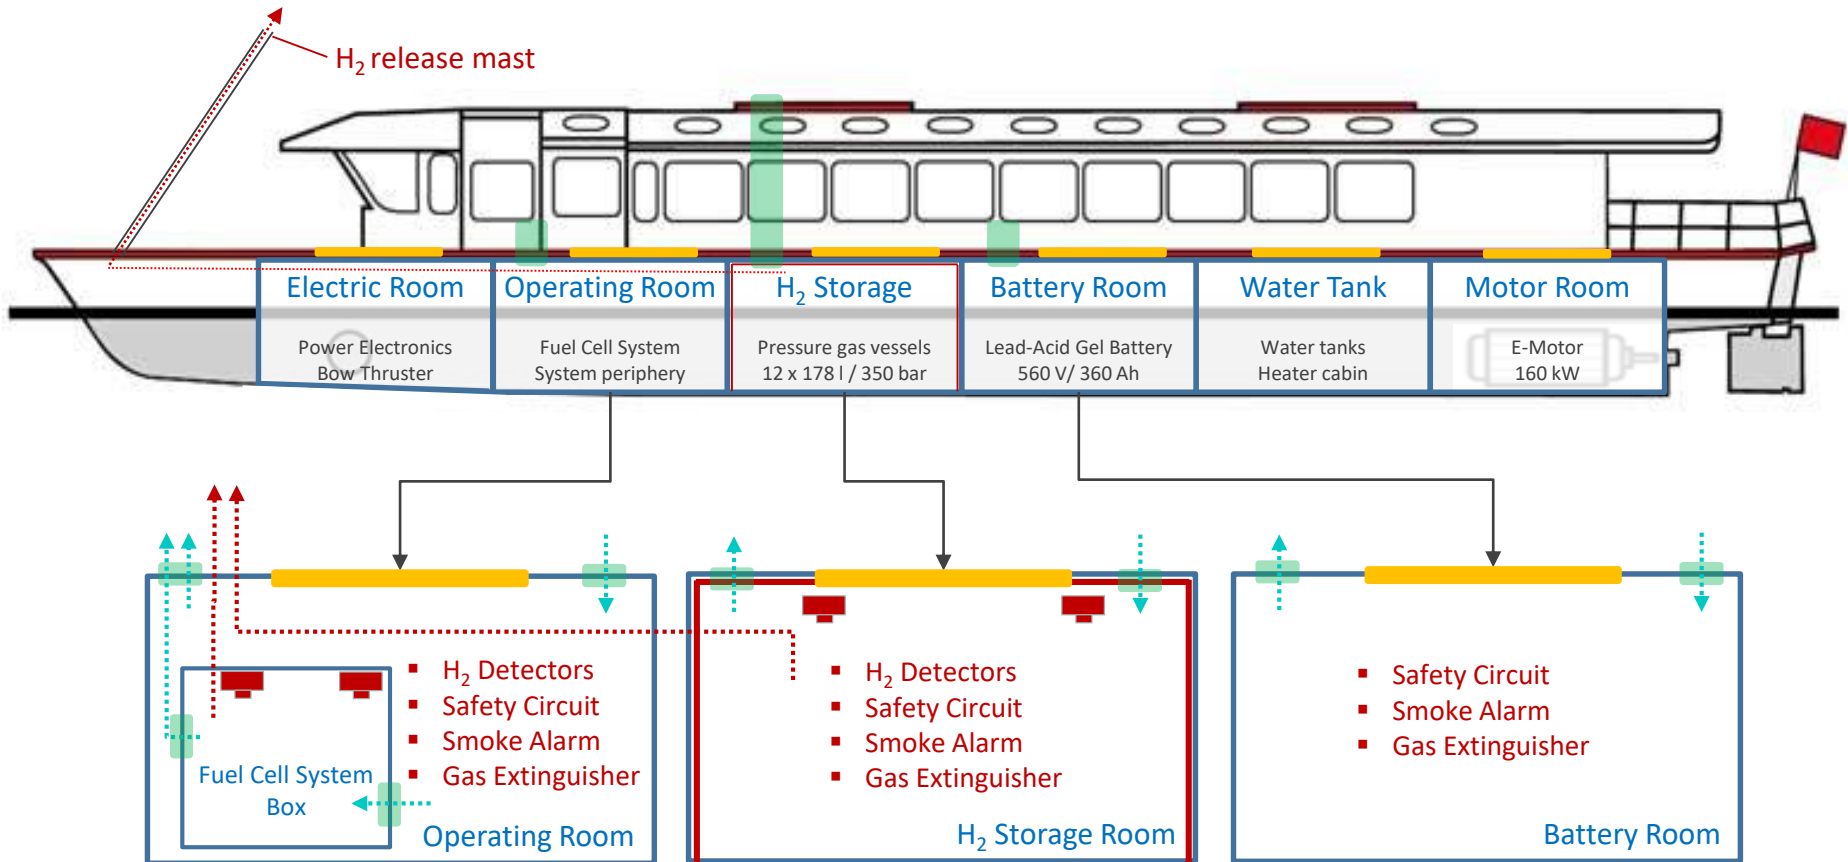 H₂ release mast
Electric Room
Power Electronics
Bow Thruster
Operating Room
Fuel Cell System
System periphery
H₂ Storage
Pressure gas vessels
12 x 178 l / 350 bar
Battery Room
Lead-Acid Gel Battery
560 V/ 360 Ah
Water Tank
Water tanks
Heater cabin
Motor Room
E-Motor
160 kW
▪ H₂ Detectors
▪ Safety Circuit
▪ Smoke Alarm
▪ Gas Extinguisher
Fuel Cell System
Box
Operating Room
▪ H₂ Detectors
▪ Safety Circuit
▪ Smoke Alarm
▪ Gas Extinguisher
H₂ Storage Room
▪ Safety Circuit
▪ Smoke Alarm
▪ Gas Extinguisher
Battery Room